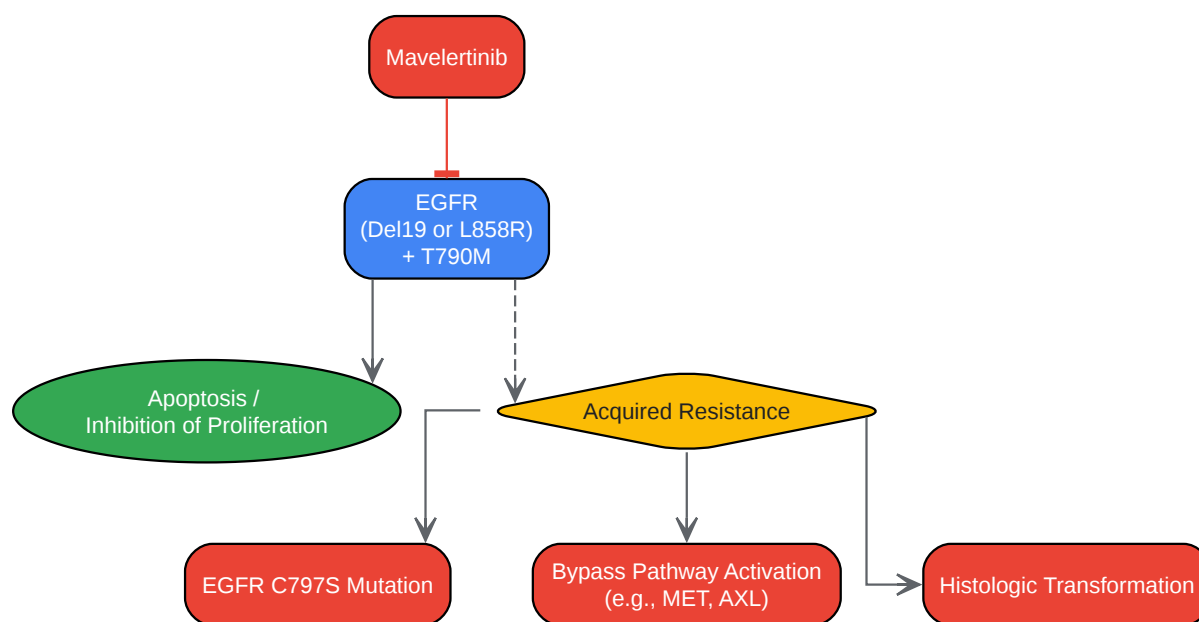 Mavelertinib
EGFR
(Del19 or L858R)
+ T790M
Apoptosis /
Inhibition of Proliferation
Acquired Resistance
EGFR C797S Mutation
Bypass Pathway Activation
(e.g., MET, AXL)
Histologic Transformation